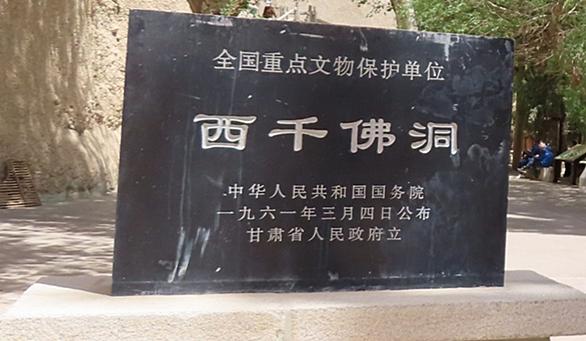 全国重点文物保护单位
西千佛洞
中华人民共和国国务院
一九六一年三月四日公布
甘肃省人民政府立